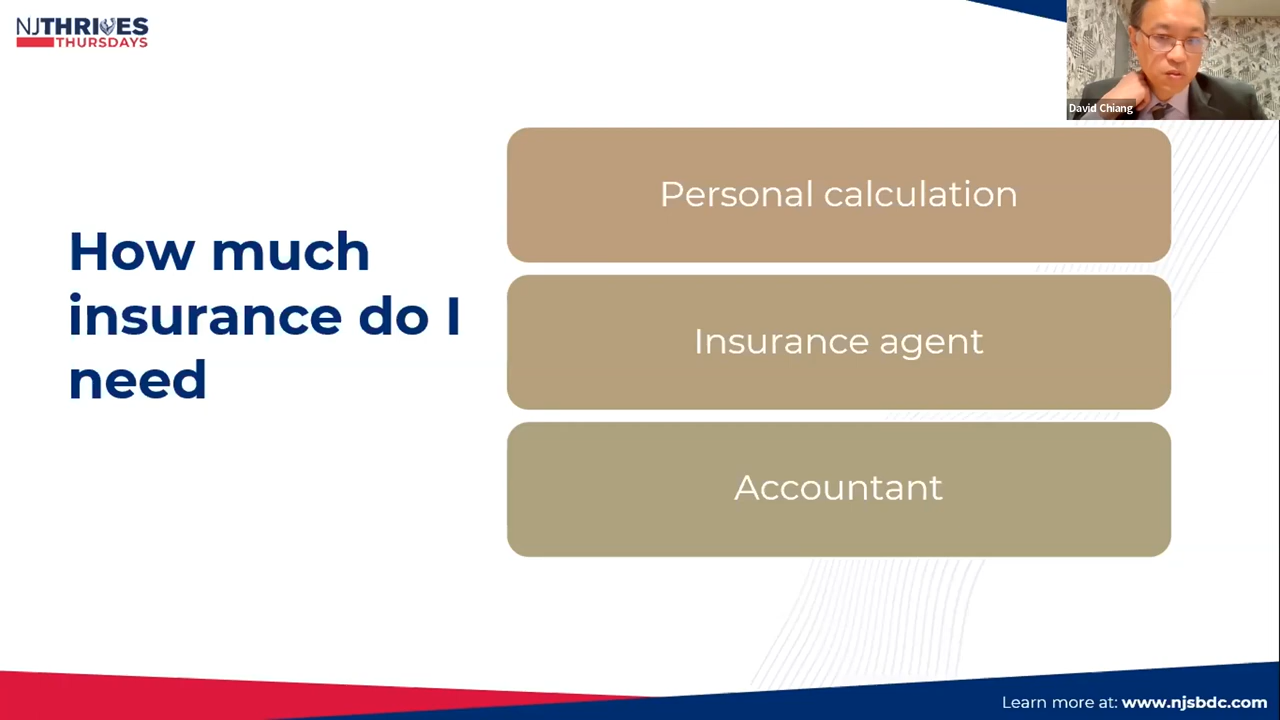 NJTHRIVES
THURSDAYS
David Chiang
Personal calculation
How much
insurance do I
need
Insurance agent
Accountant
Learn more at: www.njsbdc.com